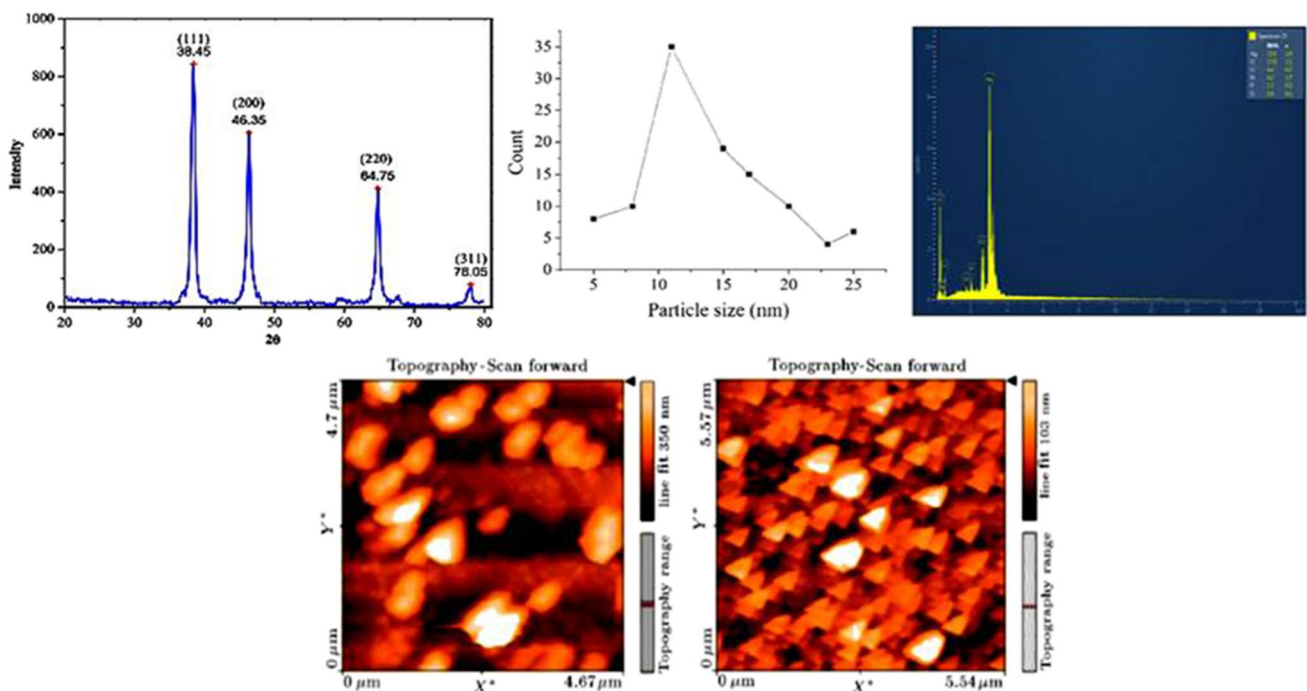 1000
800
600
400
200
0
Intensity
(111)
38.45
(200)
46.35
(220)
64.75
(311)
78.05
20 30 40 50 60 70 80
2θ
35
30
25
20
15
10
5
0
Count
5 10 15 20 25
Particle size (nm)
Topography-Scan forward
4.7 µm
Y*
0 µm
0 µm X* 4.67 µm
line fit 350 nm
Topography range
Topography-Scan forward
5.57 µm
Y*
0 µm
0 µm X* 5.54 µm
line fit 103 nm
Topography range